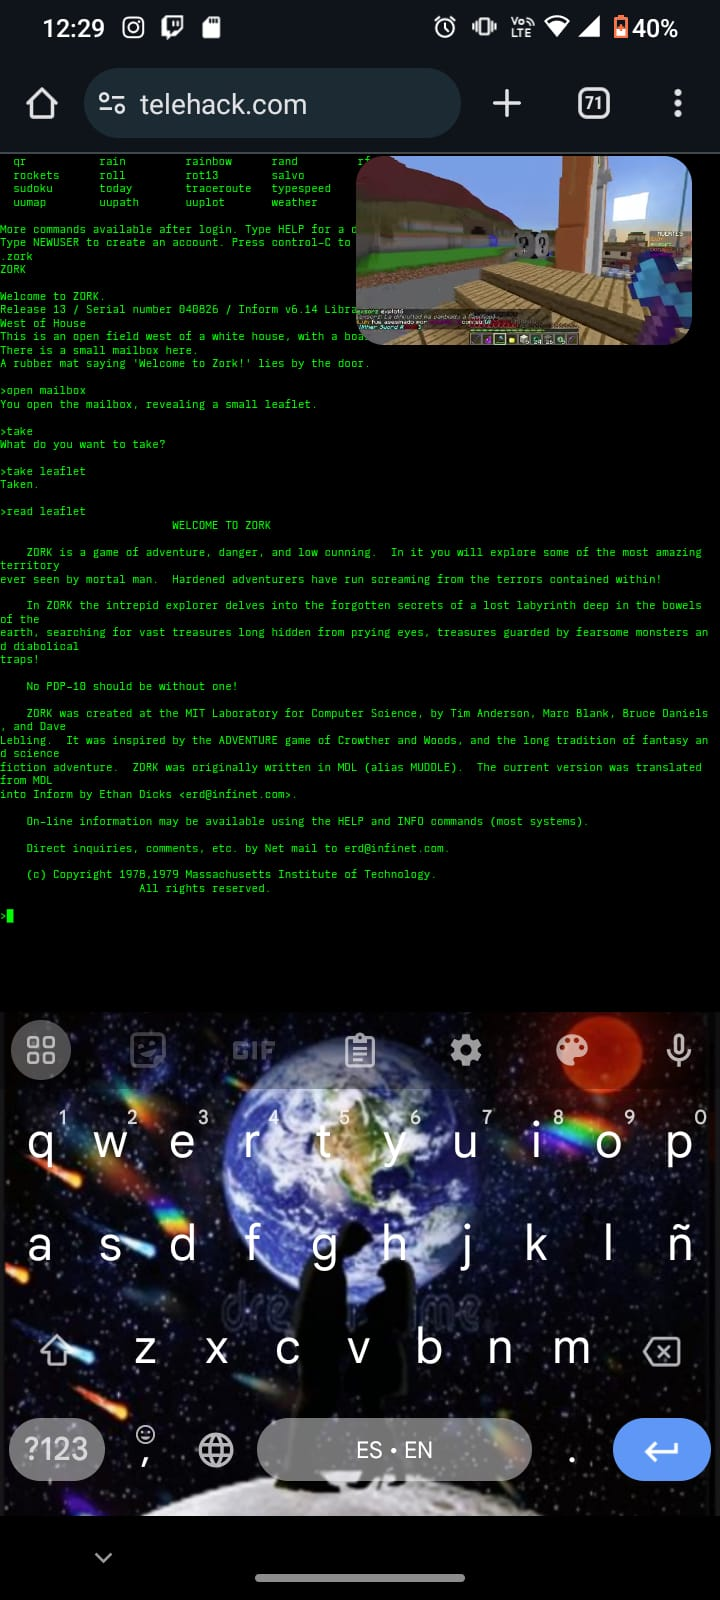 12:29
Vo LTE
40%
telehack.com
71
qr rain rainbow rand
rockets roll rot13 salvo
sudoku today traceroute typespeed
uumap uupath uuplot weather
More commands available after login. Type HELP for a
Type NEWUSER to create an account. Press control-C to
.zork
ZORK
Welcome to ZORK.
Release 13 / Serial number 040826 / Inform v6.14
West of House
This is an open field west of a white house, with a
There is a small mailbox here.
A rubber mat saying 'Welcome to Zork!' lies by the door.
>open mailbox
You open the mailbox, revealing a small leaflet.
>take
What do you want to take?
>take leaflet
Taken.
>read leaflet
WELCOME TO ZORK
ZORK is a game of adventure, danger, and low cunning. In it you will explore some of the most amazing
territory
ever seen by mortal man. Hardened adventurers have run screaming from the terrors contained within!
In ZORK the intrepid explorer delves into the forgotten secrets of a lost labyrinth deep in the bowels
of the
earth, searching for vast treasures long hidden from prying eyes, treasures guarded by fearsome monsters an
d diabolical
traps!
No PDP-10 should be without one!
ZORK was created at the MIT Laboratory for Computer Science, by Tim Anderson, Marc Blank, Bruce Daniels
, and Dave
Lebling. It was inspired by the ADVENTURE game of Crowther and Woods, and the long tradition of fantasy an
d science
fiction adventure. ZORK was originally written in MDL (alias MUDDLE). The current version was translated
from MDL
into Inform by Ethan Dicks <erd@infinet.com>.
On-line information may be available using the HELP and INFO commands (most systems).
Direct inquiries, comments, etc. by Net mail to erd@infinet.com.
(c) Copyright 1978,1979 Massachusetts Institute of Technology.
All rights reserved.
>
GIF
1 2 3 4 5 6 7 8 9 0
q w e r t y u i o p
a s d f g h j k l ñ
z x c v b n m
?123 , ES • EN .